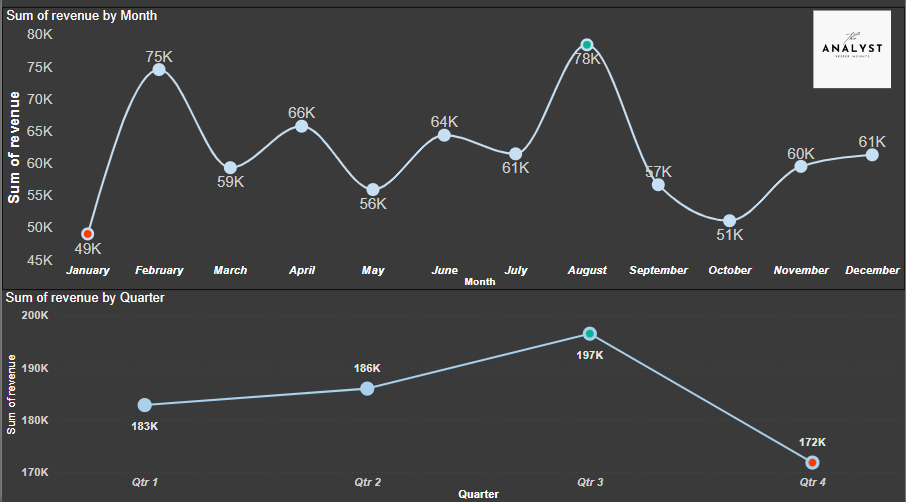 Sum of revenue by Month
the
ANALYST
DEEPER INSIGHTS
Sum of revenue
80K
75K
70K
65K
60K
55K
50K
45K
49K
75K
59K
66K
56K
64K
61K
78K
57K
51K
60K
61K
January February March April May June July August September October November December
Month
Sum of revenue by Quarter
Sum of revenue
200K
190K
180K
170K
183K
186K
197K
172K
Qtr 1 Qtr 2 Qtr 3 Qtr 4
Quarter